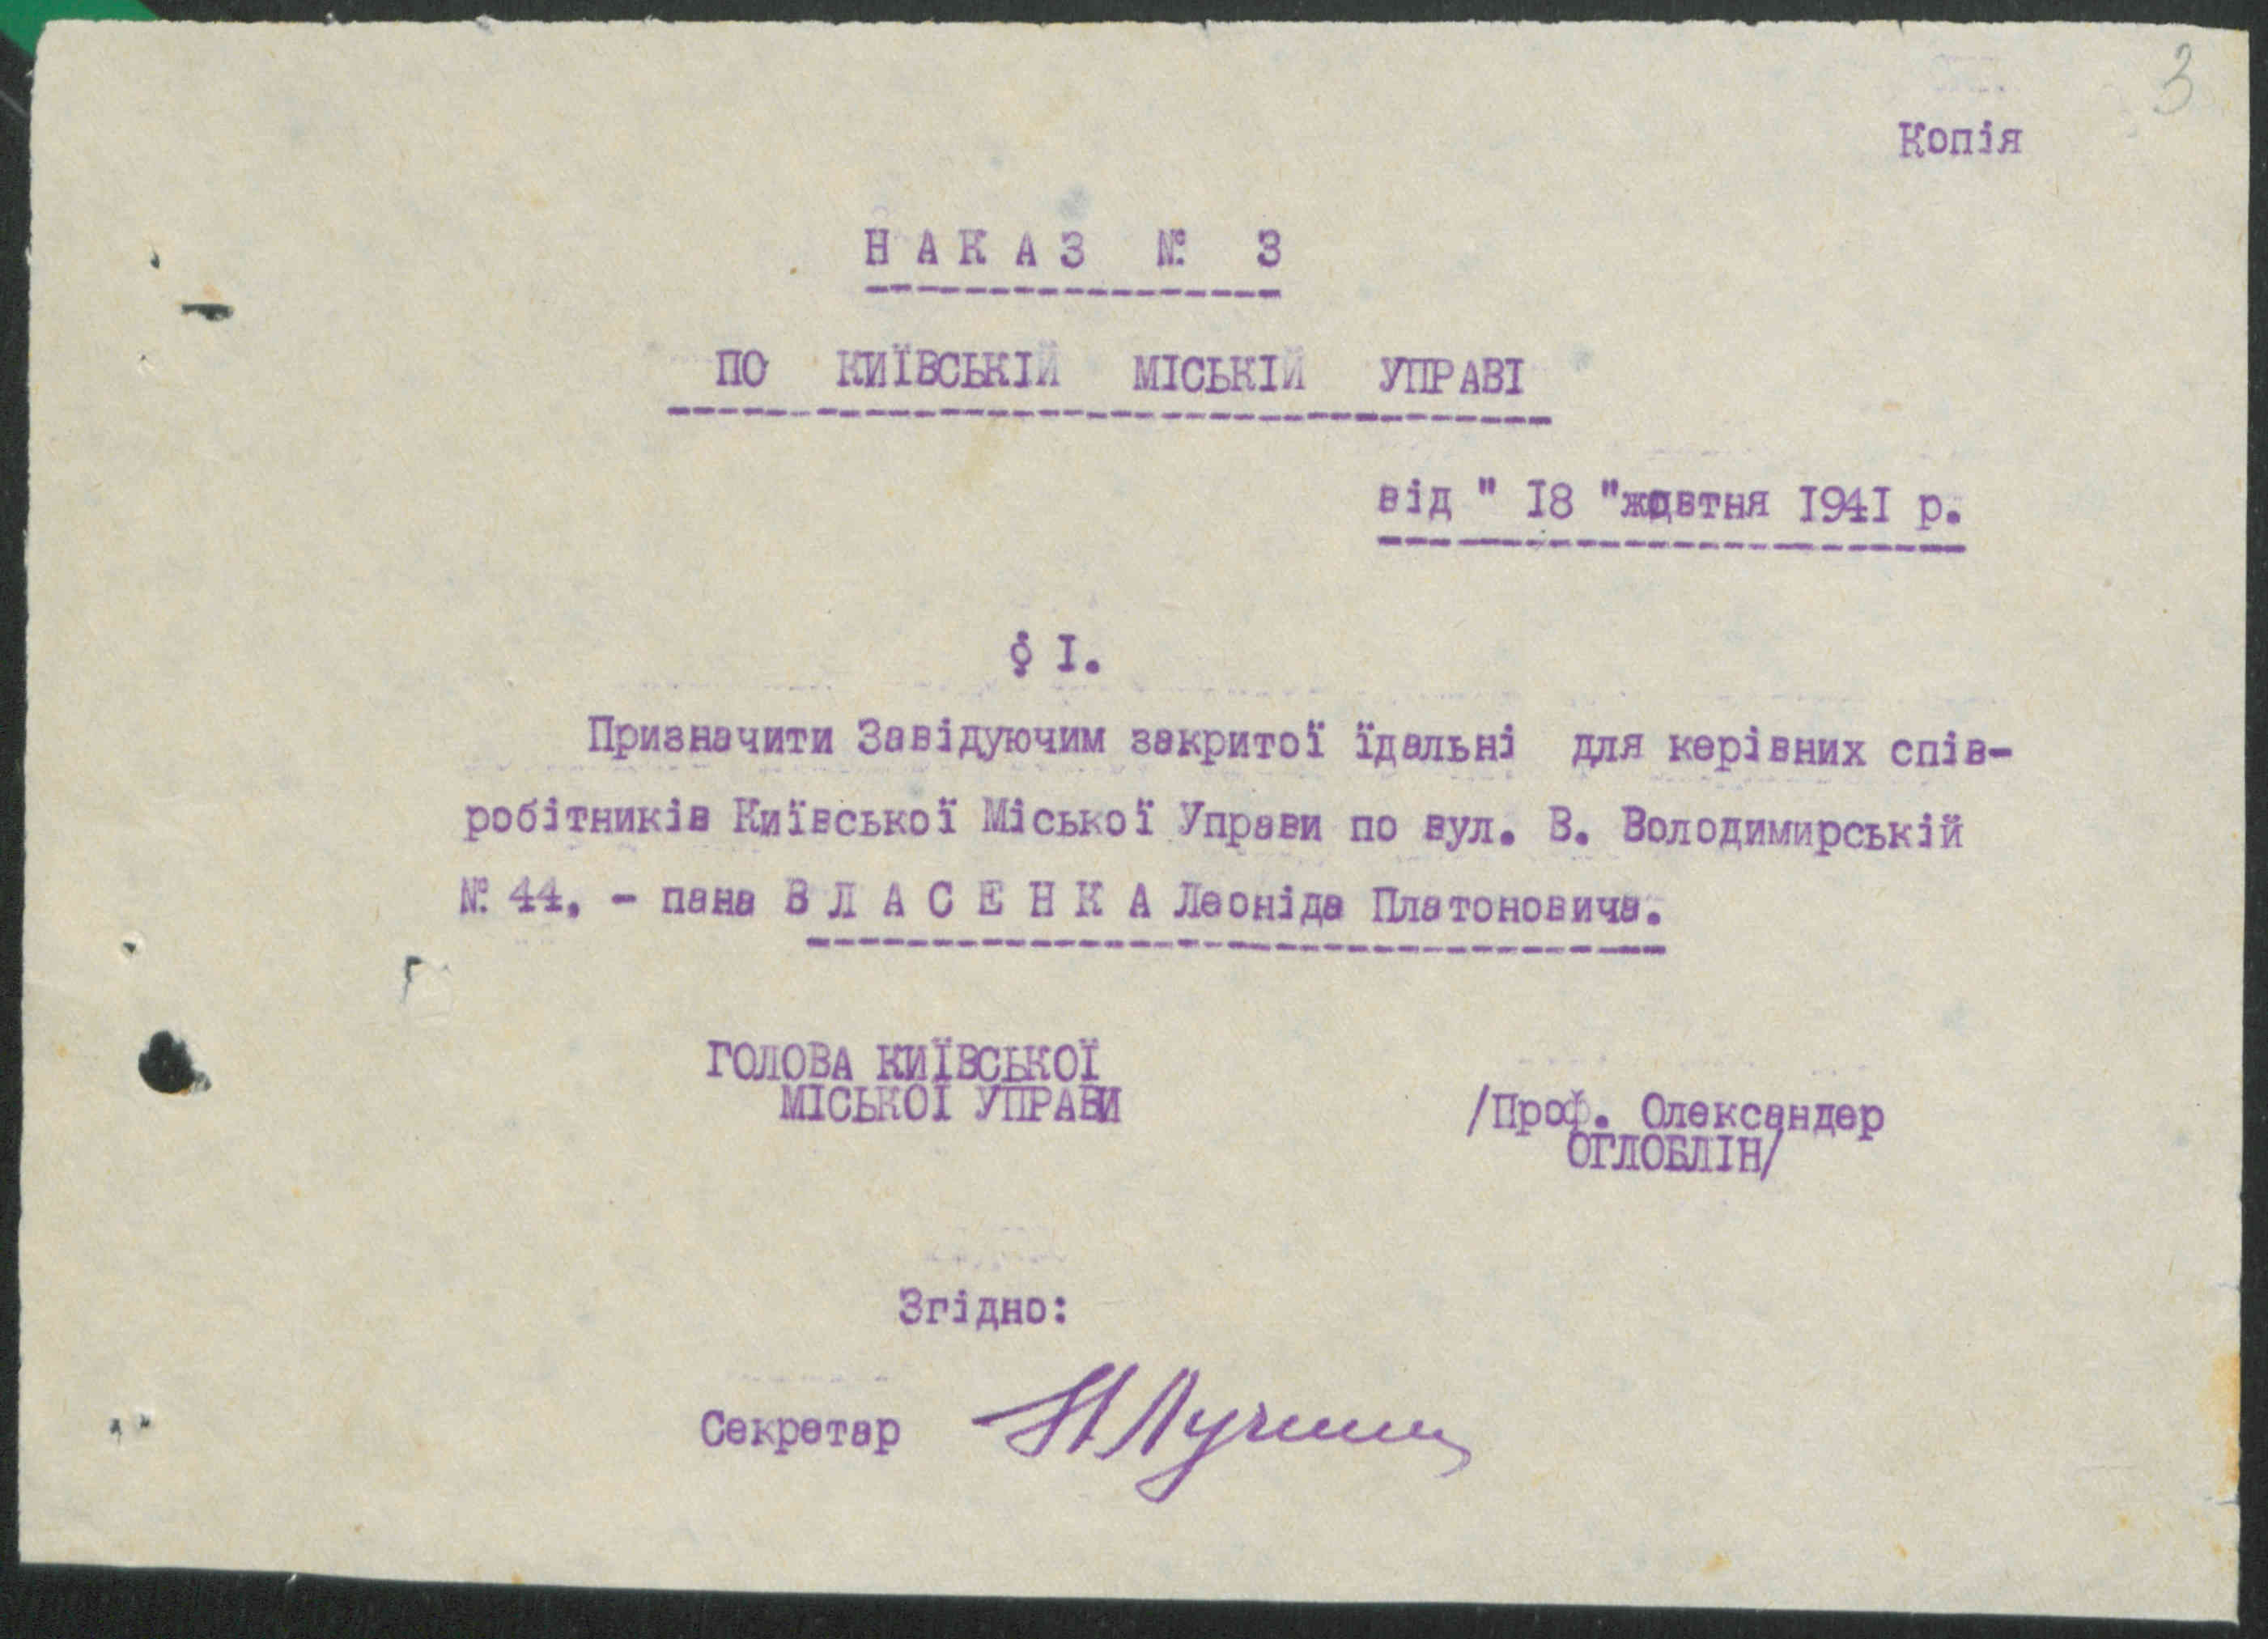 3
Копія
Н А К А З № 3
ПО КИЇВСЬКІЙ МІСЬКІЙ УПРАВІ
від " 18 "жовтня 1941 р.
§ I.
Призначити Завідуючим закритої їдальні для керівних спів-
робітників Київської Міської Управи по вул. В. Володимирській
№ 44, - пана В Л А С Е Н К А Леоніда Платоновича.
ГОЛОВА КИЇВСЬКОЇ
МІСЬКОЇ УПРАВИ
/Проф. Олександер
ОГЛОБЛІН/
Згідно:
Секретар